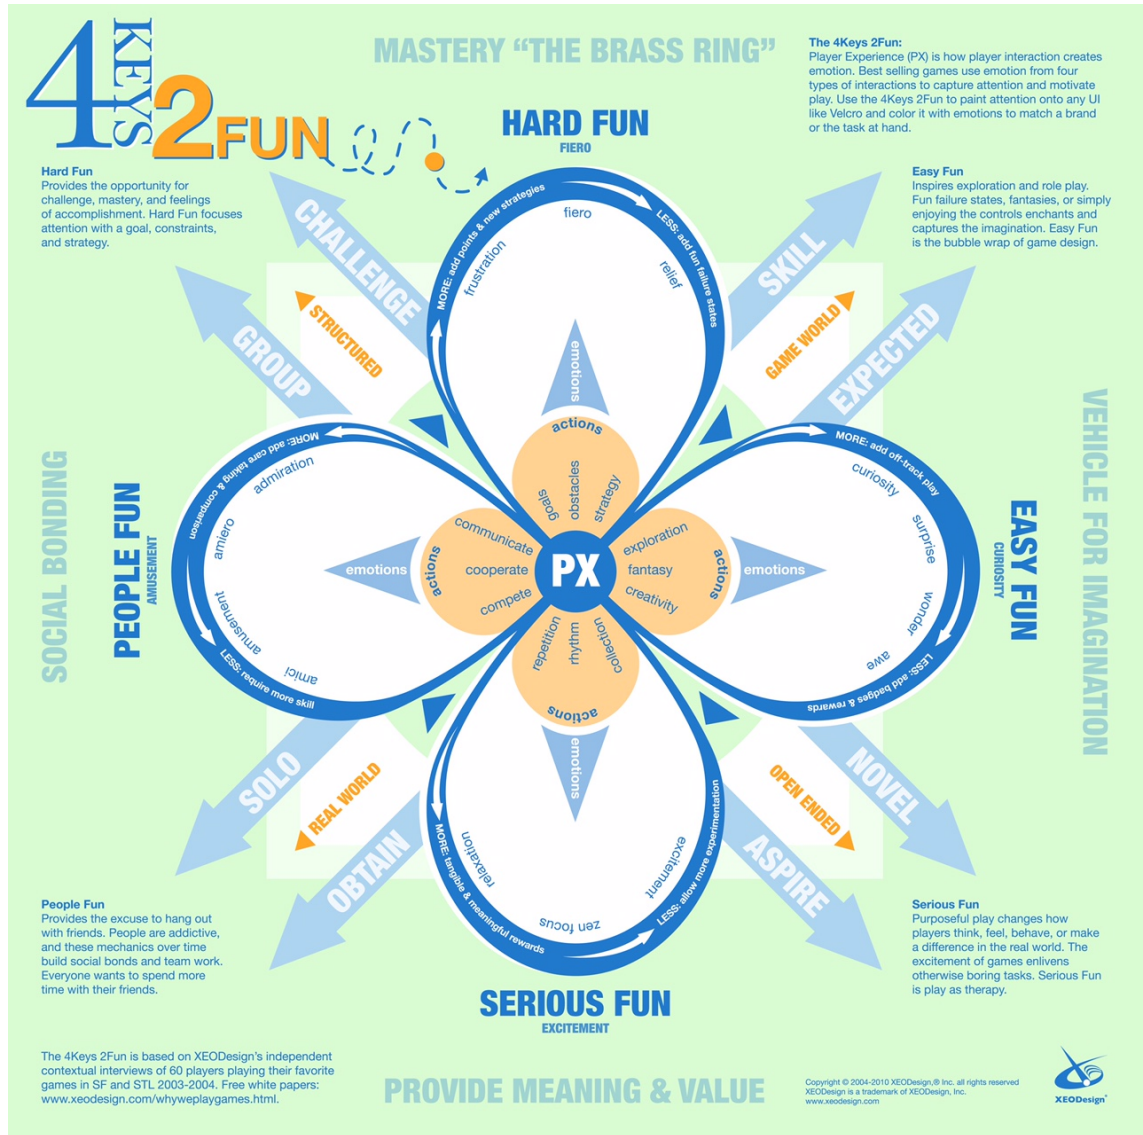 4
KEYS
2FUN
MASTERY “THE BRASS RING”
The 4Keys 2Fun:
Player Experience (PX) is how player interaction creates
emotion. Best selling games use emotion from four
types of interactions to capture attention and motivate
play. Use the 4Keys 2Fun to paint attention onto any UI
like Velcro and color it with emotions to match a brand
or the task at hand.
HARD FUN
FIERO
Hard Fun
Provides the opportunity for
challenge, mastery, and feelings
of accomplishment. Hard Fun focuses
attention with a goal, constraints,
and strategy.
Easy Fun
Inspires exploration and role play.
Fun failure states, fantasies, or simply
enjoying the controls enchants and
captures the imagination. Easy Fun
is the bubble wrap of game design.
CHALLENGE
GROUP
STRUCTURED
SKILL
EXPECTED
GAME WORLD
MORE: add points & new strategies
LESS: add fun failure states
frustration
fiero
relief
emotions
actions
goals
obstacles
strategy
SOCIAL BONDING
PEOPLE FUN
AMUSEMENT
MORE: add care taking & comparison
LESS: require more skill
admiration
amiero
amusement
amici
emotions
actions
communicate
cooperate
compete
PX
exploration
fantasy
creativity
actions
emotions
MORE: add off-track play
LESS: add badges & rewards
curiosity
surprise
wonder
awe
EASY FUN
CURIOSITY
VEHICLE FOR IMAGINATION
repetition
rhythm
collection
actions
emotions
MORE: tangible & meaningful rewards
LESS: allow more experimentation
relaxation
zen focus
excitement
SOLO
OBTAIN
REAL WORLD
OPEN ENDED
NOVEL
ASPIRE
People Fun
Provides the excuse to hang out
with friends. People are addictive,
and these mechanics over time
build social bonds and team work.
Everyone wants to spend more
time with their friends.
Serious Fun
Purposeful play changes how
players think, feel, behave, or make
a difference in the real world. The
excitement of games enlivens
otherwise boring tasks. Serious Fun
is play as therapy.
SERIOUS FUN
EXCITEMENT
The 4Keys 2Fun is based on XEODesign’s independent
contextual interviews of 60 players playing their favorite
games in SF and STL 2003-2004. Free white papers:
www.xeodesign.com/whyweplaygames.html.
PROVIDE MEANING & VALUE
Copyright © 2004-2010 XEODesign,® Inc. all rights reserved
XEODesign is a trademark of XEODesign, Inc.
www.xeodesign.com
XEODesign®